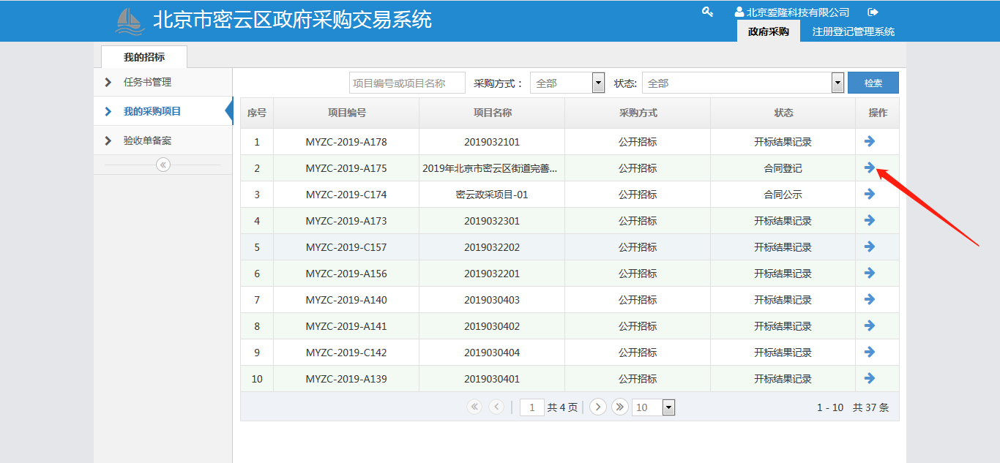 北京市密云区政府采购交易系统
北京爱隆科技有限公司
政府采购 注册登记管理系统
我的招标
任务书管理
我的采购项目
验收单备案
项目编号或项目名称 采购方式： 全部 状态: 全部 检索
序号 项目编号 项目名称 采购方式 状态 操作
1 MYZC-2019-A178 2019032101 公开招标 开标结果记录
2 MYZC-2019-A175 2019年北京市密云区街道完善... 公开招标 合同登记
3 MYZC-2019-C174 密云政采项目-01 公开招标 合同公示
4 MYZC-2019-A173 2019032301 公开招标 开标结果记录
5 MYZC-2019-C157 2019032202 公开招标 开标结果记录
6 MYZC-2019-A156 2019032201 公开招标 开标结果记录
7 MYZC-2019-A140 2019030403 公开招标 开标结果记录
8 MYZC-2019-A141 2019030402 公开招标 开标结果记录
9 MYZC-2019-C142 2019030404 公开招标 开标结果记录
10 MYZC-2019-A139 2019030401 公开招标 开标结果记录
1 共 4 页 10 1 - 10 共 37 条